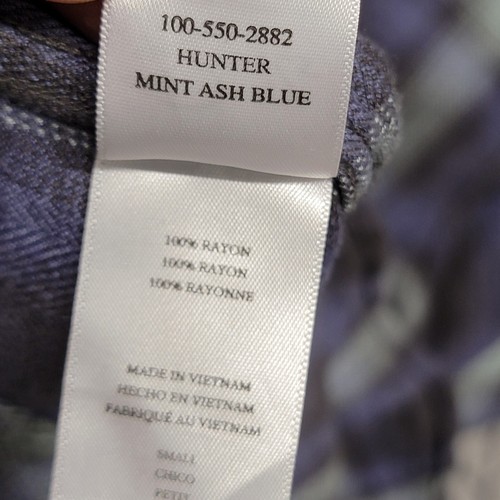 100-550-2882
HUNTER
MINT ASH BLUE
100% RAYON
100% RAYON
100% RAYONNE
MADE IN VIETNAM
HECHO EN VIETNAM
FABRIQUÉ AU VIETNAM
SMALL
CHICO
PETIT